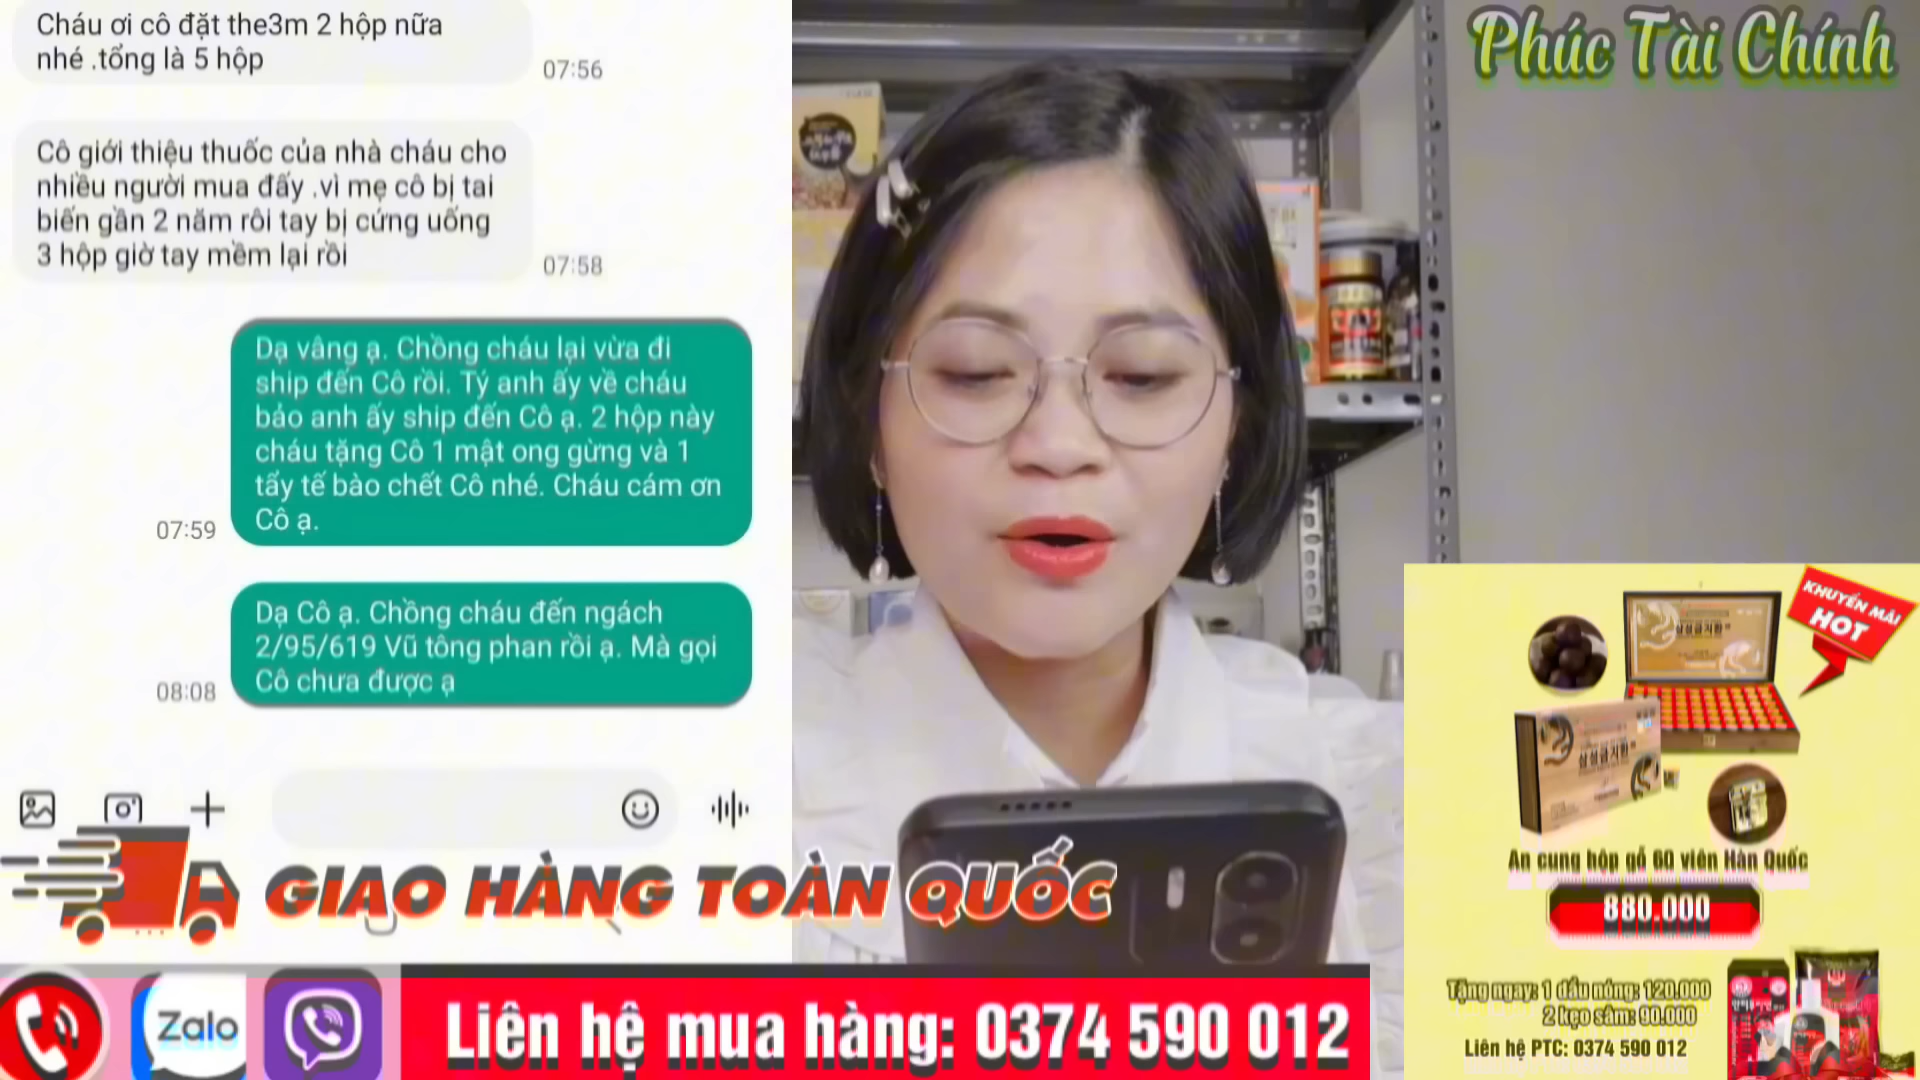 Cháu ơi cô đặt the3m 2 hộp nữa
nhé .tổng là 5 hộp
07:56
Cô giới thiệu thuốc của nhà cháu cho
nhiều người mua đấy .vì mẹ cô bị tai
biến gần 2 năm rôi tay bị cứng uống
3 hộp giờ tay mềm lại rồi
07:58
Dạ vâng ạ. Chồng cháu lại vừa đi
ship đến Cô rồi. Tý anh ấy về cháu
bảo anh ấy ship đến Cô ạ. 2 hộp này
cháu tặng Cô 1 mật ong gừng và 1
tẩy tế bào chết Cô nhé. Cháu cám ơn
Cô ạ.
07:59
Dạ Cô ạ. Chồng cháu đến ngách
2/95/619 Vũ tông phan rồi ạ. Mà gọi
Cô chưa được ạ
08:08
GIAO HÀNG TOÀN QUỐC
Zalo
Liên hệ mua hàng: 0374 590 012
Phúc Tài Chính
KHUYẾN MÃI
HOT
An cung hộp gỗ 60 viên Hàn Quốc
880.000
Tặng ngay: 1 dầu nóng: 120.000
2 kẹo sâm: 90.000
Liên hệ PTC: 0374 590 012